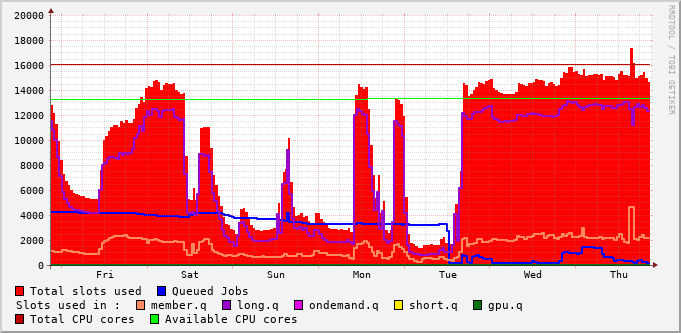 20000
18000
16000
14000
12000
10000
8000
6000
4000
2000
0
Fri Sat Sun Mon Tue Wed Thu
Total slots used Queued Jobs
Slots used in : member.q long.q ondemand.q short.q gpu.q
Total CPU cores
Available CPU cores
RRDTOOL / TOBI OETIKER